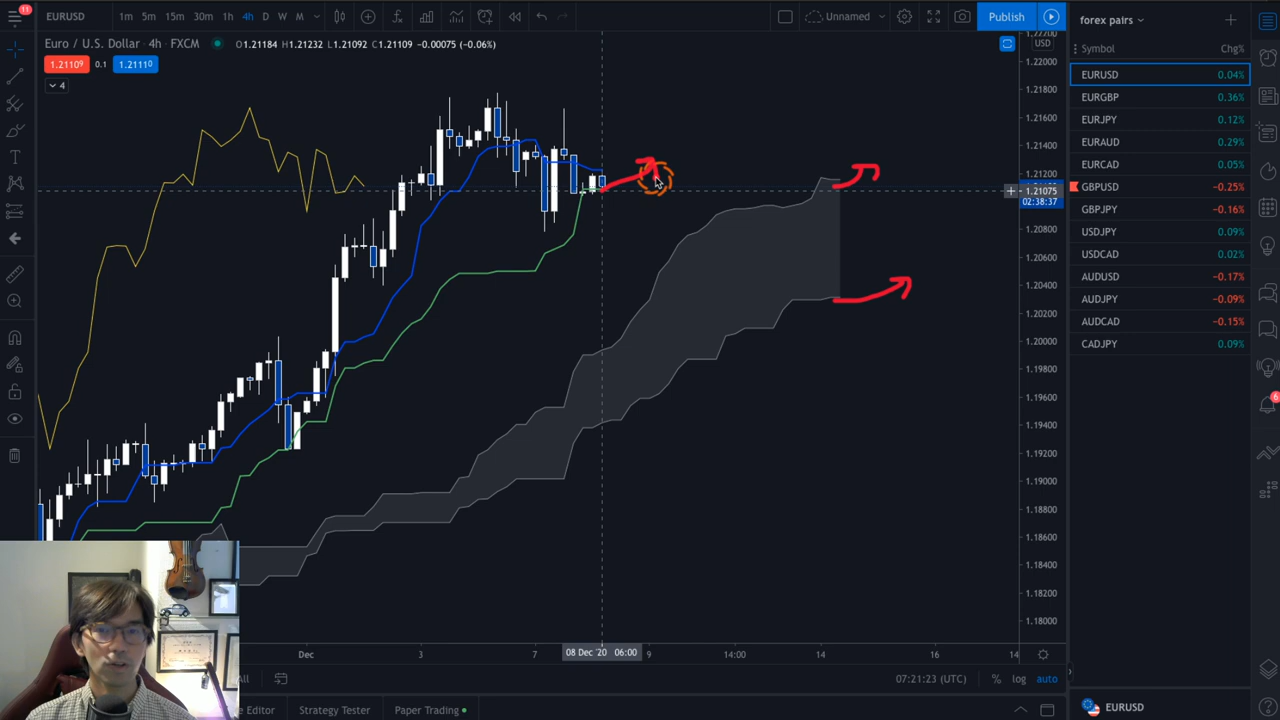 11
EURUSD
1m 5m 15m 30m 1h 4h D W M
Unnamed
Publish
forex pairs
Euro / U.S. Dollar · 4h · FXCM
O1.21184 H1.21232 L1.21092 C1.21109 −0.00075 (−0.06%)
1.21109 0.1 1.21110
4
USD
1.22000
1.21800
1.21600
1.21400
1.21200
1.21075
02:38:37
1.20800
1.20600
1.20400
1.20200
1.20000
1.19800
1.19600
1.19400
1.19200
1.19000
1.18800
1.18600
1.18400
1.18200
1.18000
Dec 3 7 08 Dec '20 06:00 9 14:00 14 16 14
07:21:23 (UTC) % log auto
e Editor Strategy Tester Paper Trading
Symbol Chg%
EURUSD 0.04%
EURGBP 0.36%
EURJPY 0.12%
EURAUD 0.29%
EURCAD 0.05%
GBPUSD −0.25%
GBPJPY −0.16%
USDJPY 0.09%
USDCAD 0.02%
AUDUSD −0.17%
AUDJPY −0.09%
AUDCAD −0.15%
CADJPY 0.09%
6
EURUSD